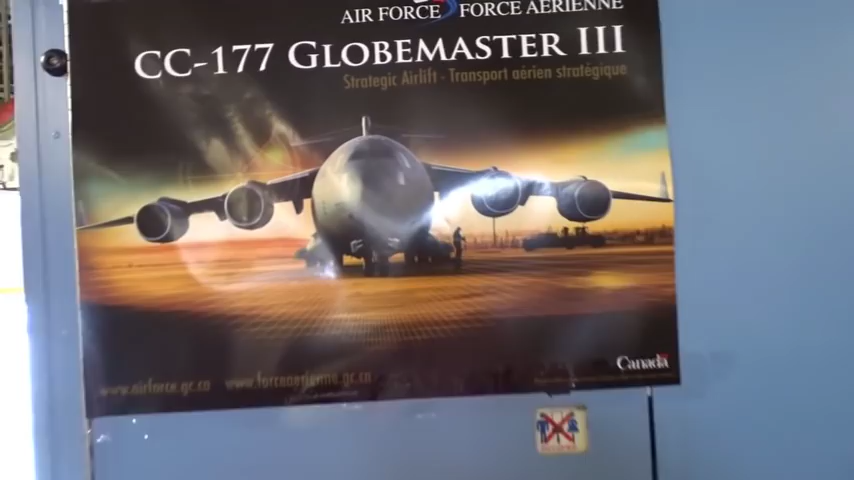 AIR FORCE FORCE AÉRIENNE
CC-177 GLOBEMASTER III
Strategic Airlift - Transport aérien stratégique
Canada
www.airforce.gc.ca www.forceaerienne.gc.ca